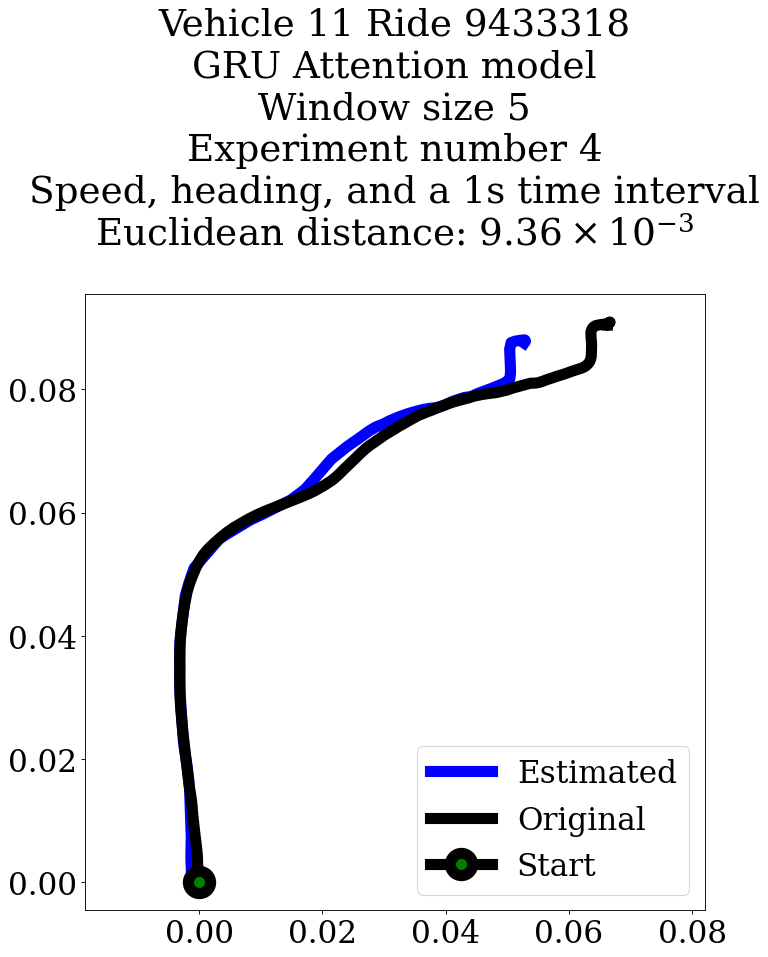 Vehicle 11 Ride 9433318
GRU Attention model
Window size 5
Experiment number 4
Speed, heading, and a 1s time interval
Euclidean distance: 9.36 × 10⁻³
0.08
0.06
0.04
0.02
0.00
Estimated
Original
Start
0.00 0.02 0.04 0.06 0.08